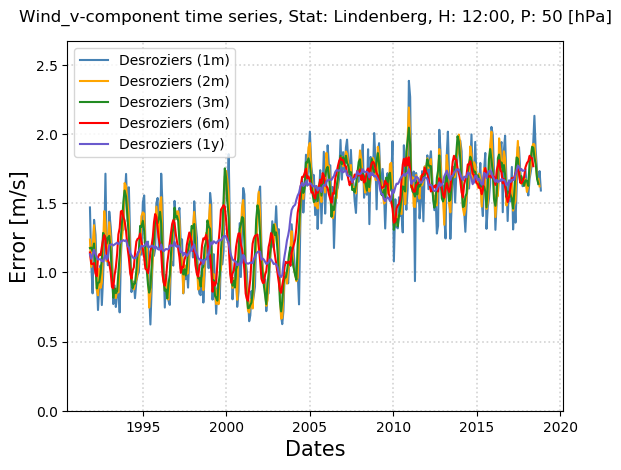 Wind_v-component time series, Stat: Lindenberg, H: 12:00, P: 50 [hPa]
Desroziers (1m)
Desroziers (2m)
Desroziers (3m)
Desroziers (6m)
Desroziers (1y)
Error [m/s]
2.5
2.0
1.5
1.0
0.5
0.0
1995 2000 2005 2010 2015 2020
Dates